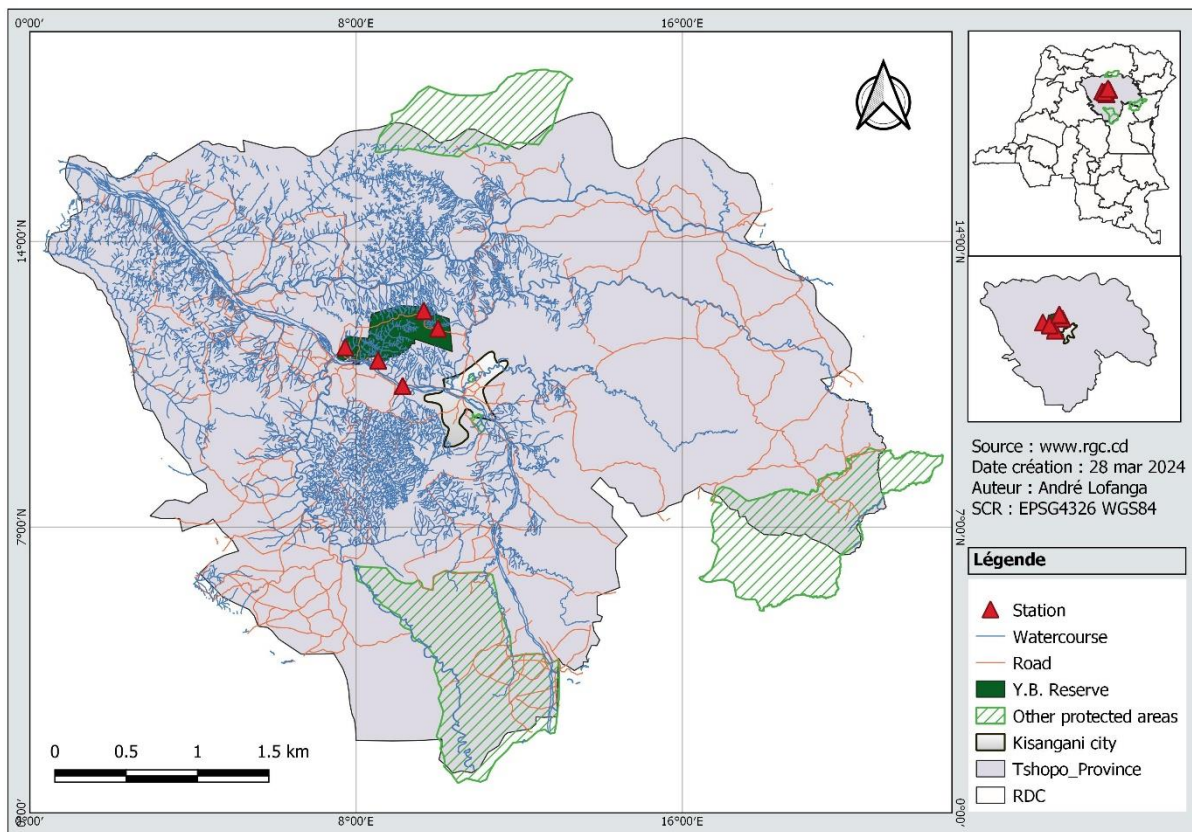 0°00'
8°00'E
16°00'E
14°00'N
14°00'N
7°00'N
7°00'N
0°00'
0°00'
8°00'E
16°00'E
0
0.5
1
1.5 km
Source : www.rgc.cd
Date création : 28 mar 2024
Auteur : André Lofanga
SCR : EPSG4326 WGS84
Légende
Station
Watercourse
Road
Y.B. Reserve
Other protected areas
Kisangani city
Tshopo_Province
RDC